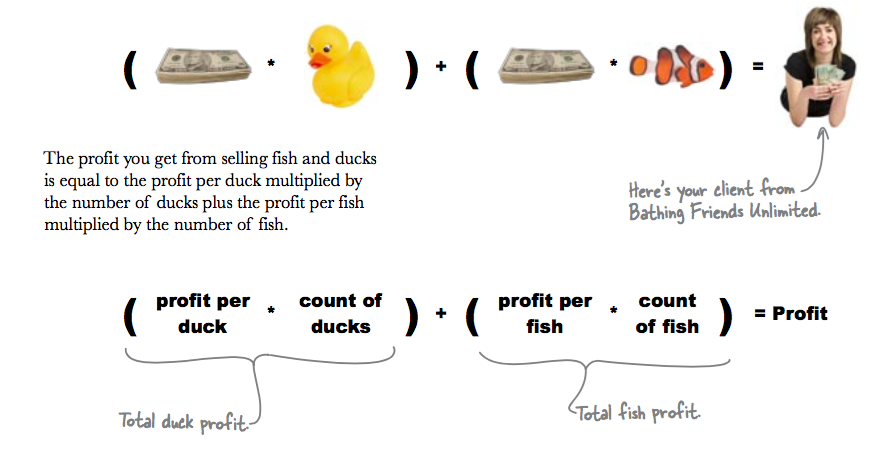 ( * ) + ( * ) =
The profit you get from selling fish and ducks
is equal to the profit per duck multiplied by
the number of ducks plus the profit per fish
multiplied by the number of fish.
Here's your client from
Bathing Friends Unlimited.
( profit per duck * count of ducks ) + ( profit per fish * count of fish ) = Profit
Total duck profit.
Total fish profit.